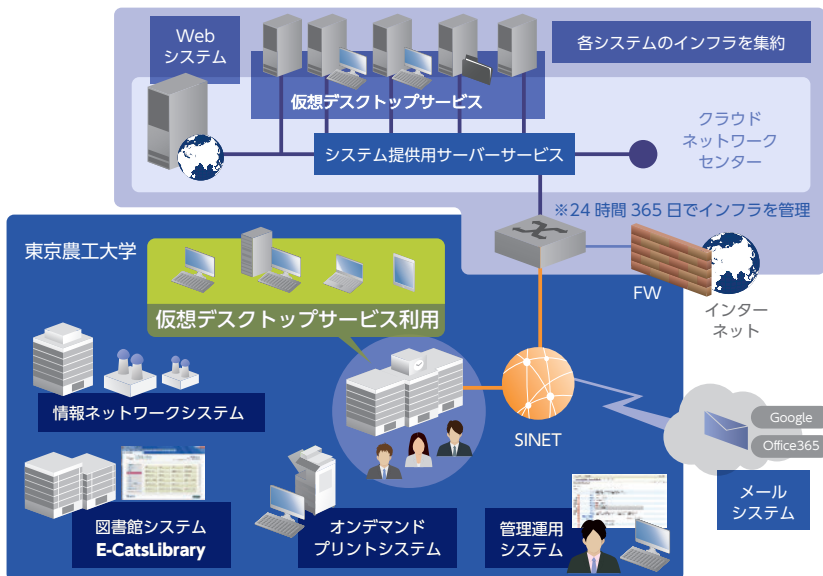 Web
システム
各システムのインフラを集約
仮想デスクトップサービス
クラウド
ネットワーク
センター
システム提供用サーバーサービス
※24 時間 365 日でインフラを管理
東京農工大学
仮想デスクトップサービス利用
FW
インター
ネット
情報ネットワークシステム
SINET
Google
Office365
メール
システム
図書館システム
E-CatsLibrary
オンデマンド
プリントシステム
管理運用
システム